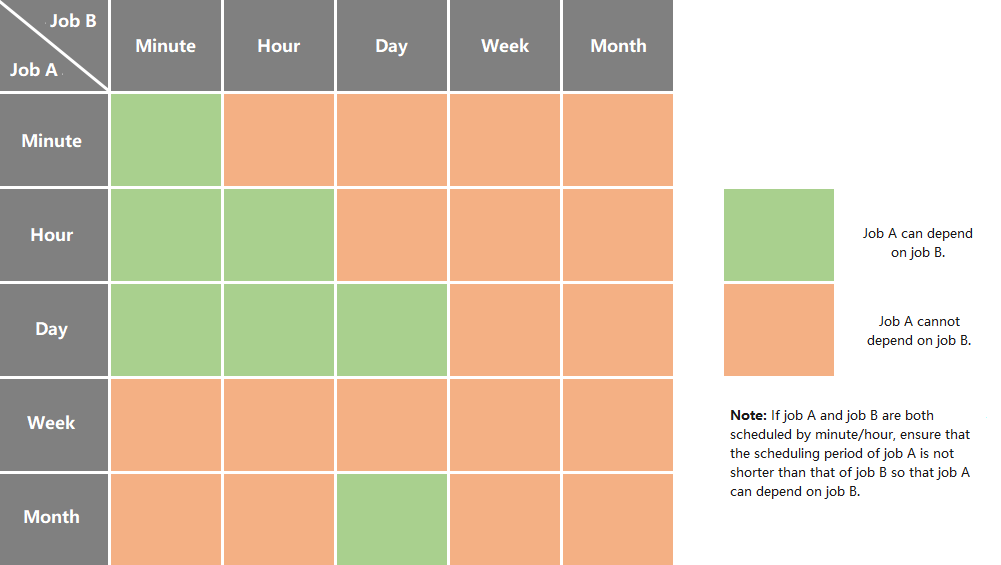 Job B
Job A
Minute
Hour
Day
Week
Month
Minute
Hour
Day
Week
Month
Job A can depend
on job B.
Job A cannot
depend on job B.
Note: If job A and job B are both
scheduled by minute/hour, ensure that
the scheduling period of job A is not
shorter than that of job B so that job A
can depend on job B.